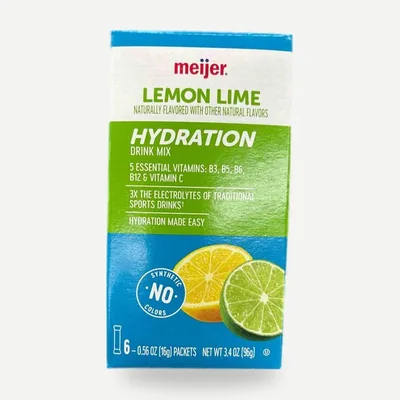 meijer
LEMON LIME
NATURALLY FLAVORED WITH OTHER NATURAL FLAVORS
HYDRATION
DRINK MIX
5 ESSENTIAL VITAMINS: B3, B5, B6,
B12 & VITAMIN C
3X THE ELECTROLYTES OF TRADITIONAL
SPORTS DRINKS†
HYDRATION MADE EASY
SYNTHETIC
NO
COLORS
6 – 0.56 OZ (16g) PACKETS NET WT 3.4 OZ (96g)